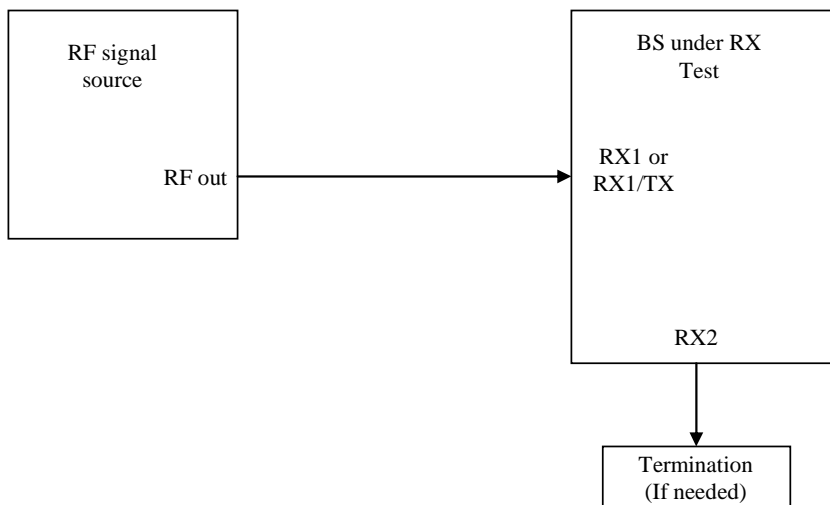 RF signal
source
RF out
BS under RX
Test
RX1 or
RX1/TX
RX2
Termination
(If needed)